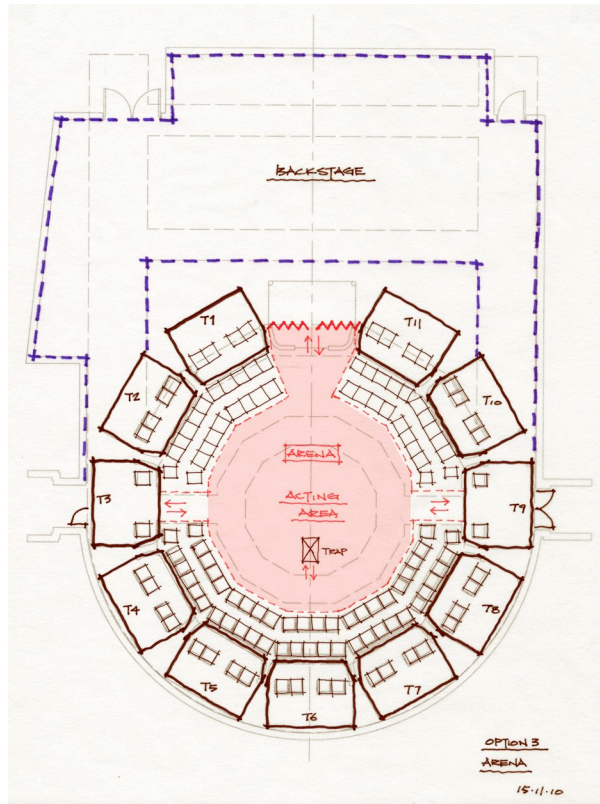 BACKSTAGE
T1
T11
T2
T10
ARENA
T3
ACTING
AREA
T9
TRAP
T4
T8
T5
T7
T6
OPTION 3
ARENA
15·11·10